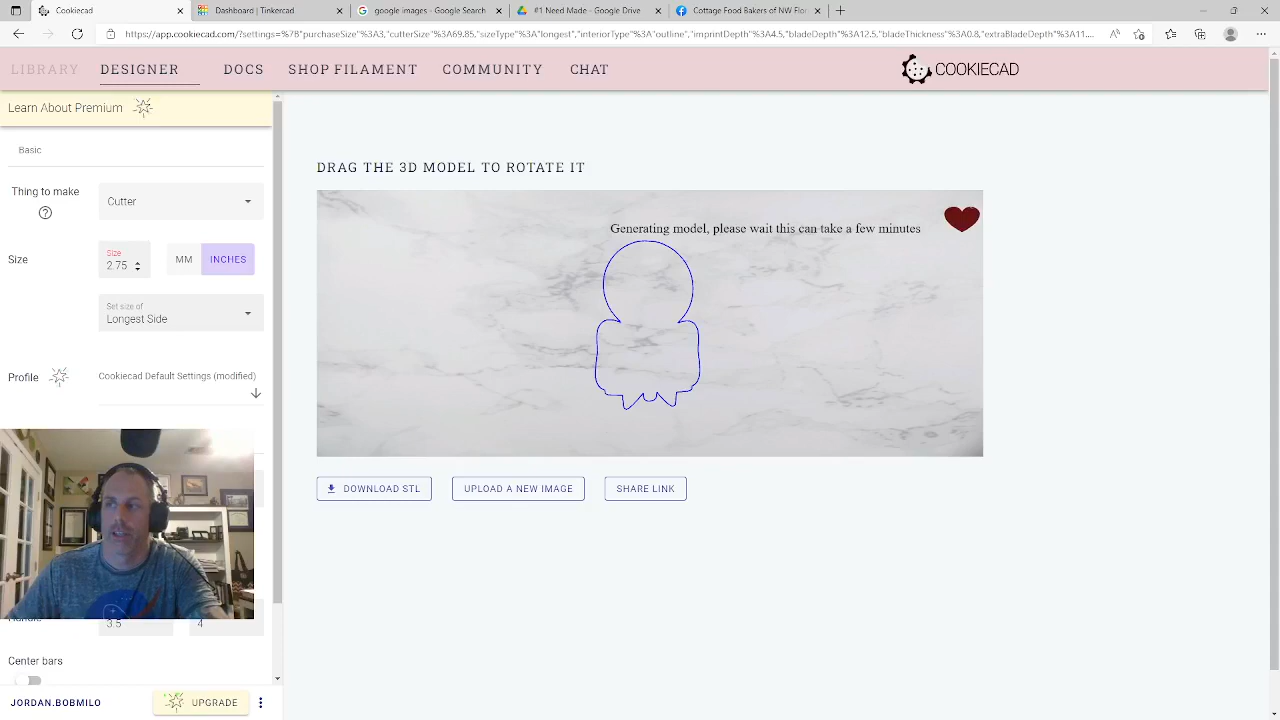 Cookiecad
Dashboard | Tinkercad
google images - Google Search
#1 Need Made - Google Drive
Cottage Food Bakers of NW Flor
https://app.cookiecad.com/?settings=%7B"purchaseSize"%3A3,"cutterSize"%3A69.85,"sizeType"%3A"longest","interiorType"%3A"outline","imprintDepth"%3A4.5,"bladeDepth"%3A12.5,"bladeThickness"%3A0.8,"extraBladeDepth"%3A11....
LIBRARY
DESIGNER
DOCS
SHOP FILAMENT
COMMUNITY
CHAT
COOKIECAD
Learn About Premium
Basic
Thing to make
Cutter
Size
Size
2.75
MM
INCHES
Set size of
Longest Side
Profile
Cookiecad Default Settings (modified)
3.5
4
Center bars
JORDAN.BOBMILO
UPGRADE
DRAG THE 3D MODEL TO ROTATE IT
Generating model, please wait this can take a few minutes
DOWNLOAD STL
UPLOAD A NEW IMAGE
SHARE LINK